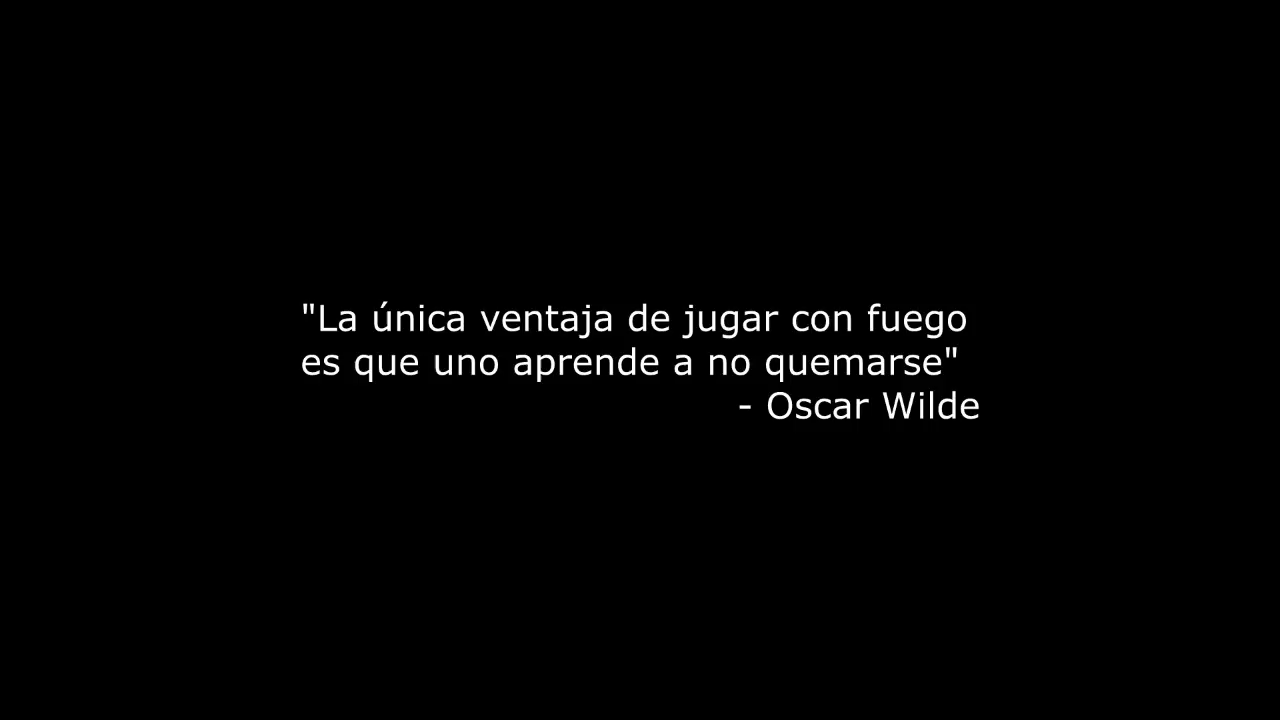 "La única ventaja de jugar con fuego
es que uno aprende a no quemarse"
- Oscar Wilde